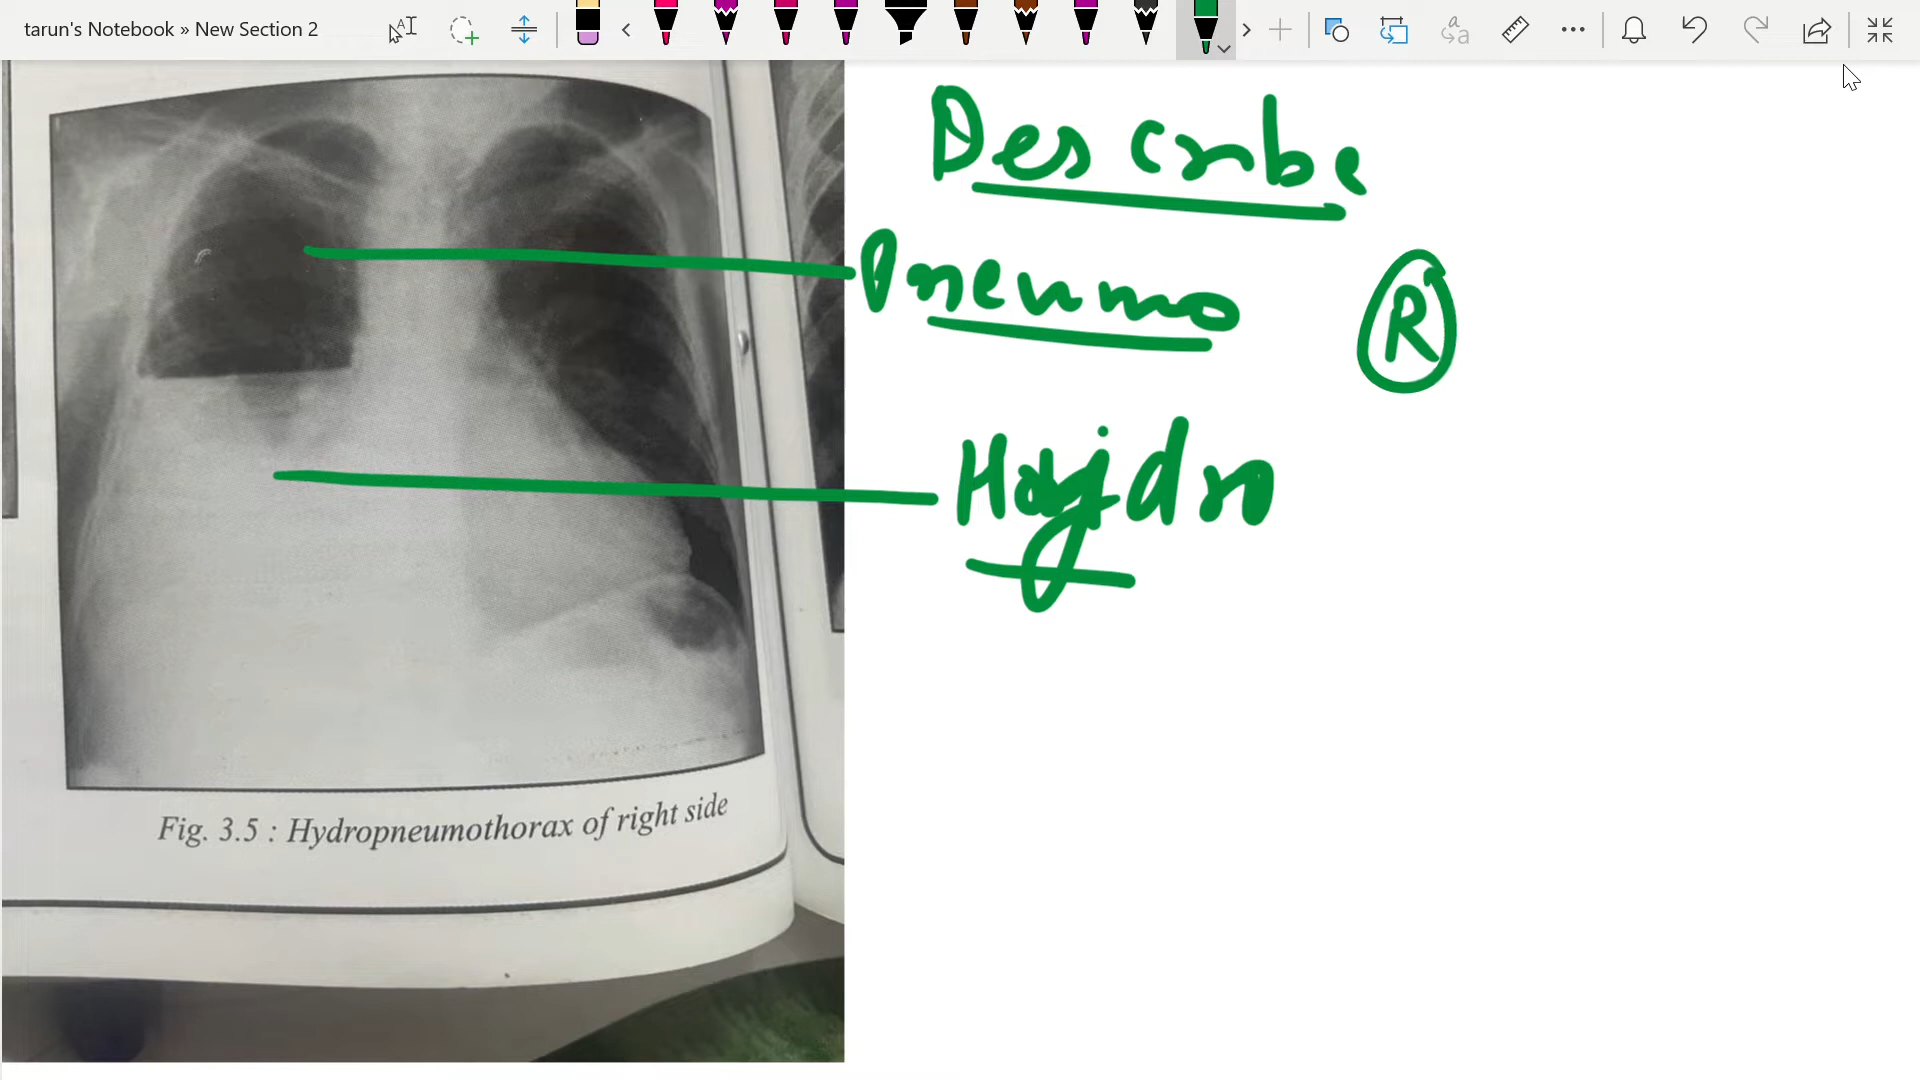 tarun's Notebook » New Section 2
Descrbe
Pneumo
R
Hydro
Fig. 3.5 : Hydropneumothorax of right side